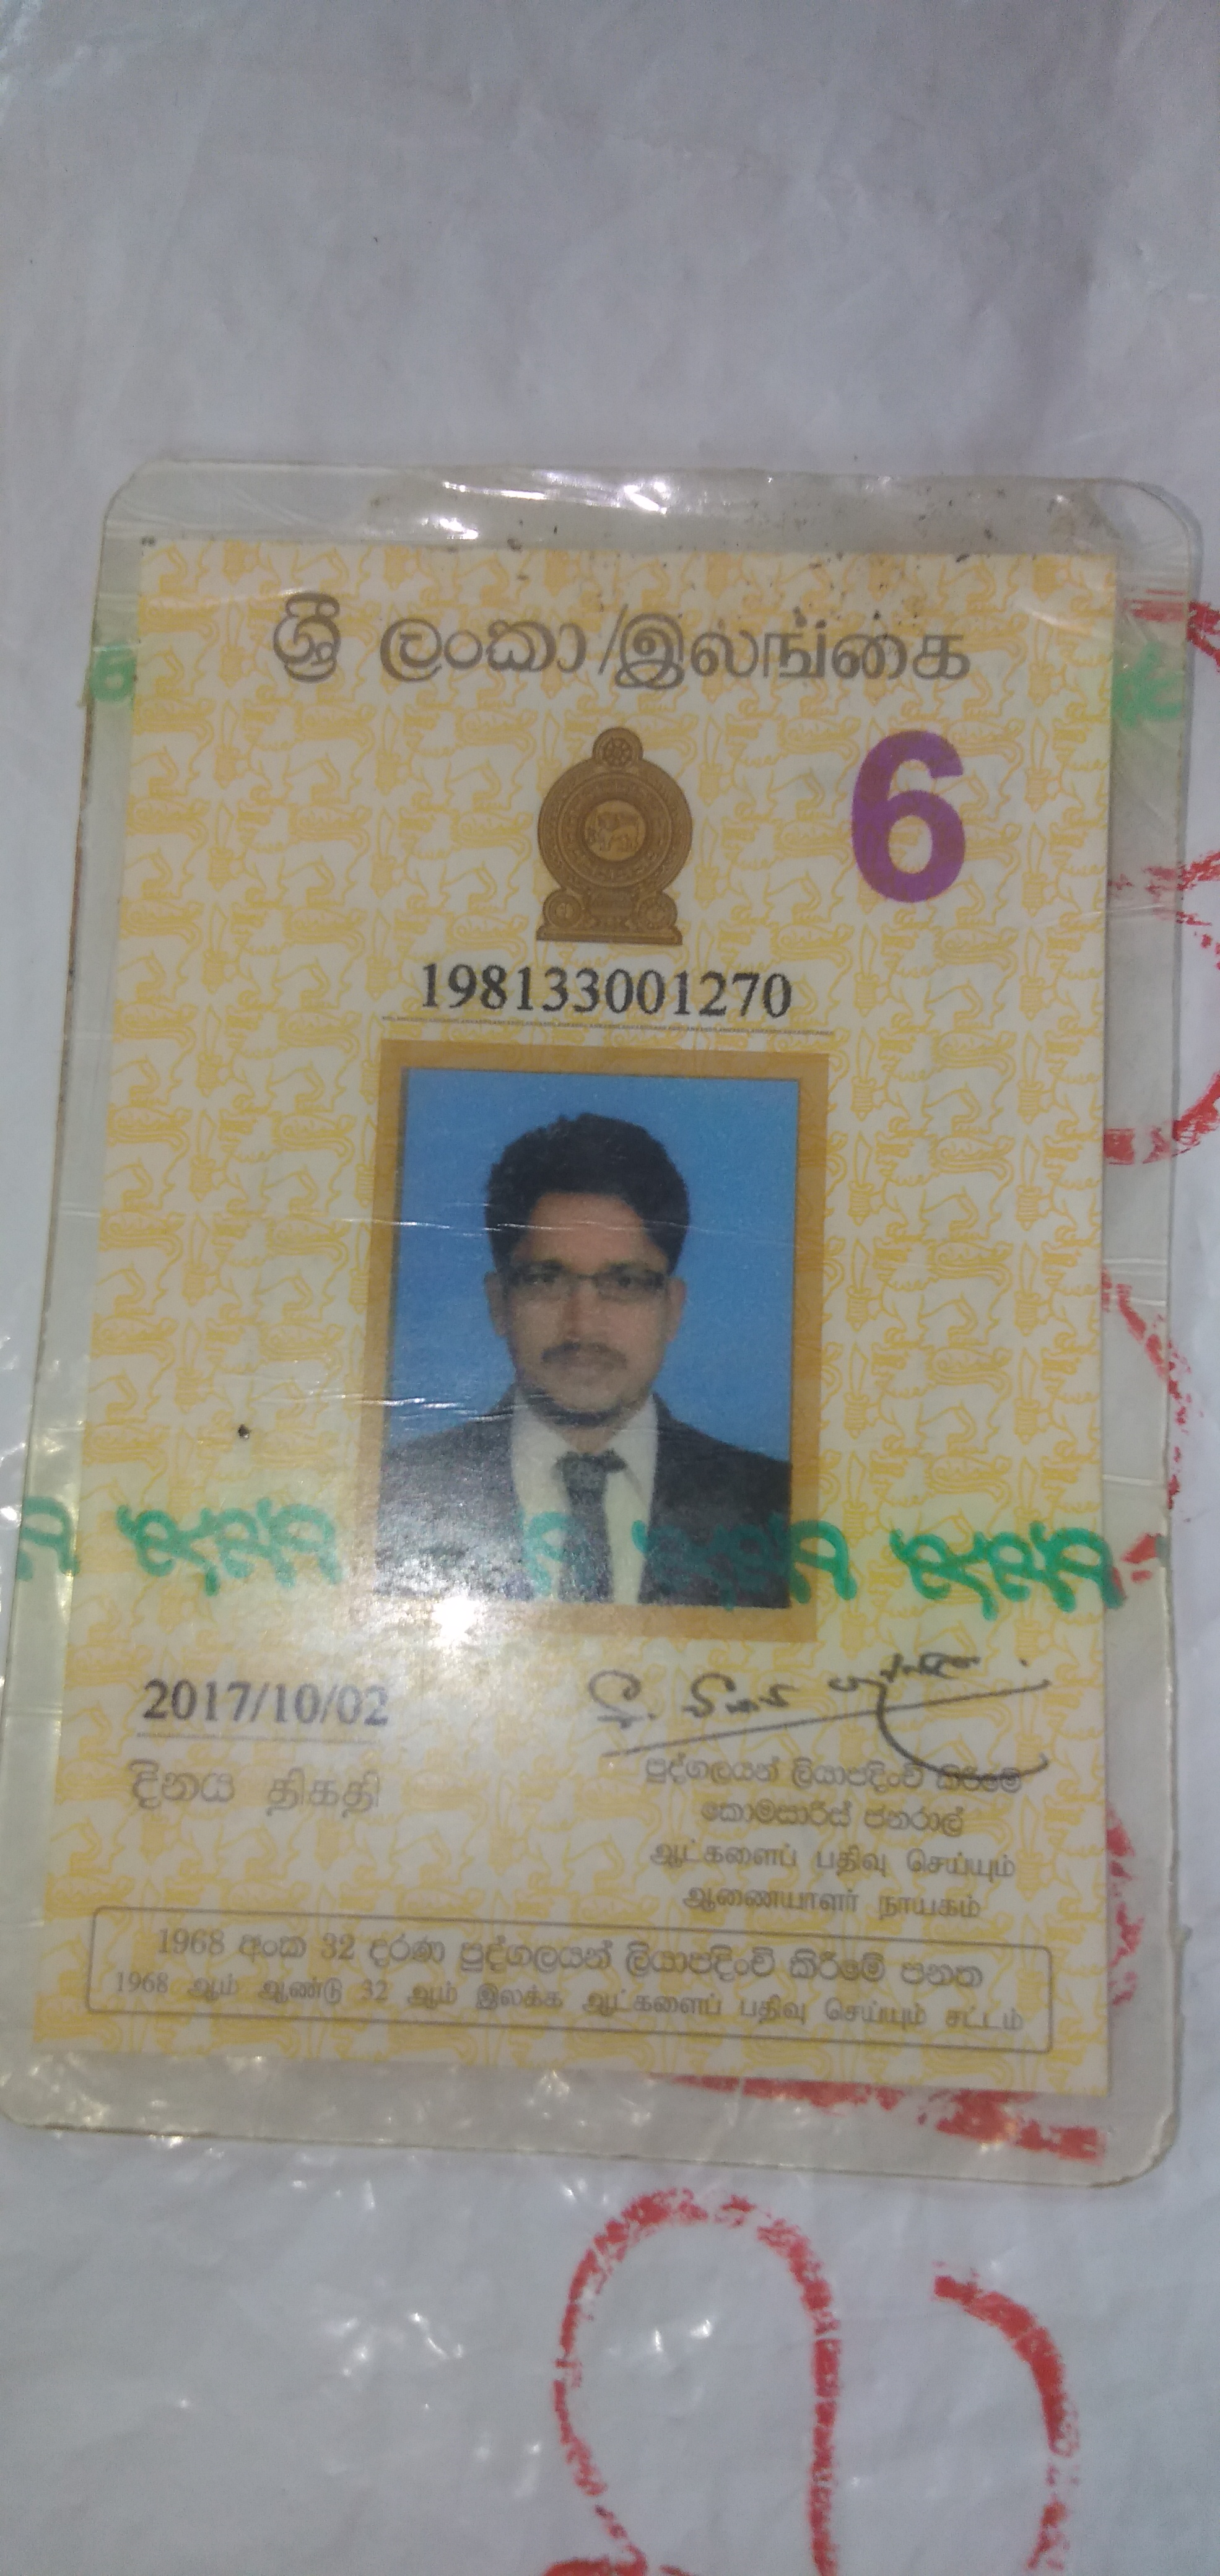 ශ්‍රී ලංකා/இலங்கை
6
198133001270
2017/10/02
දිනය திகதி
පුද්ගලයන් ලියාපදිංචි කිරීමේ
කොමසාරිස් ජනරාල්
ஆட்களைப் பதிவு செய்யும்
ஆணையாளர் நாயகம்
1968 අංක 32 දරණ පුද්ගලයන් ලියාපදිංචි කිරීමේ පනත
1968 ஆம் ஆண்டு 32 ஆம் இலக்க ஆட்களைப் பதிவு செய்யும் சட்டம்